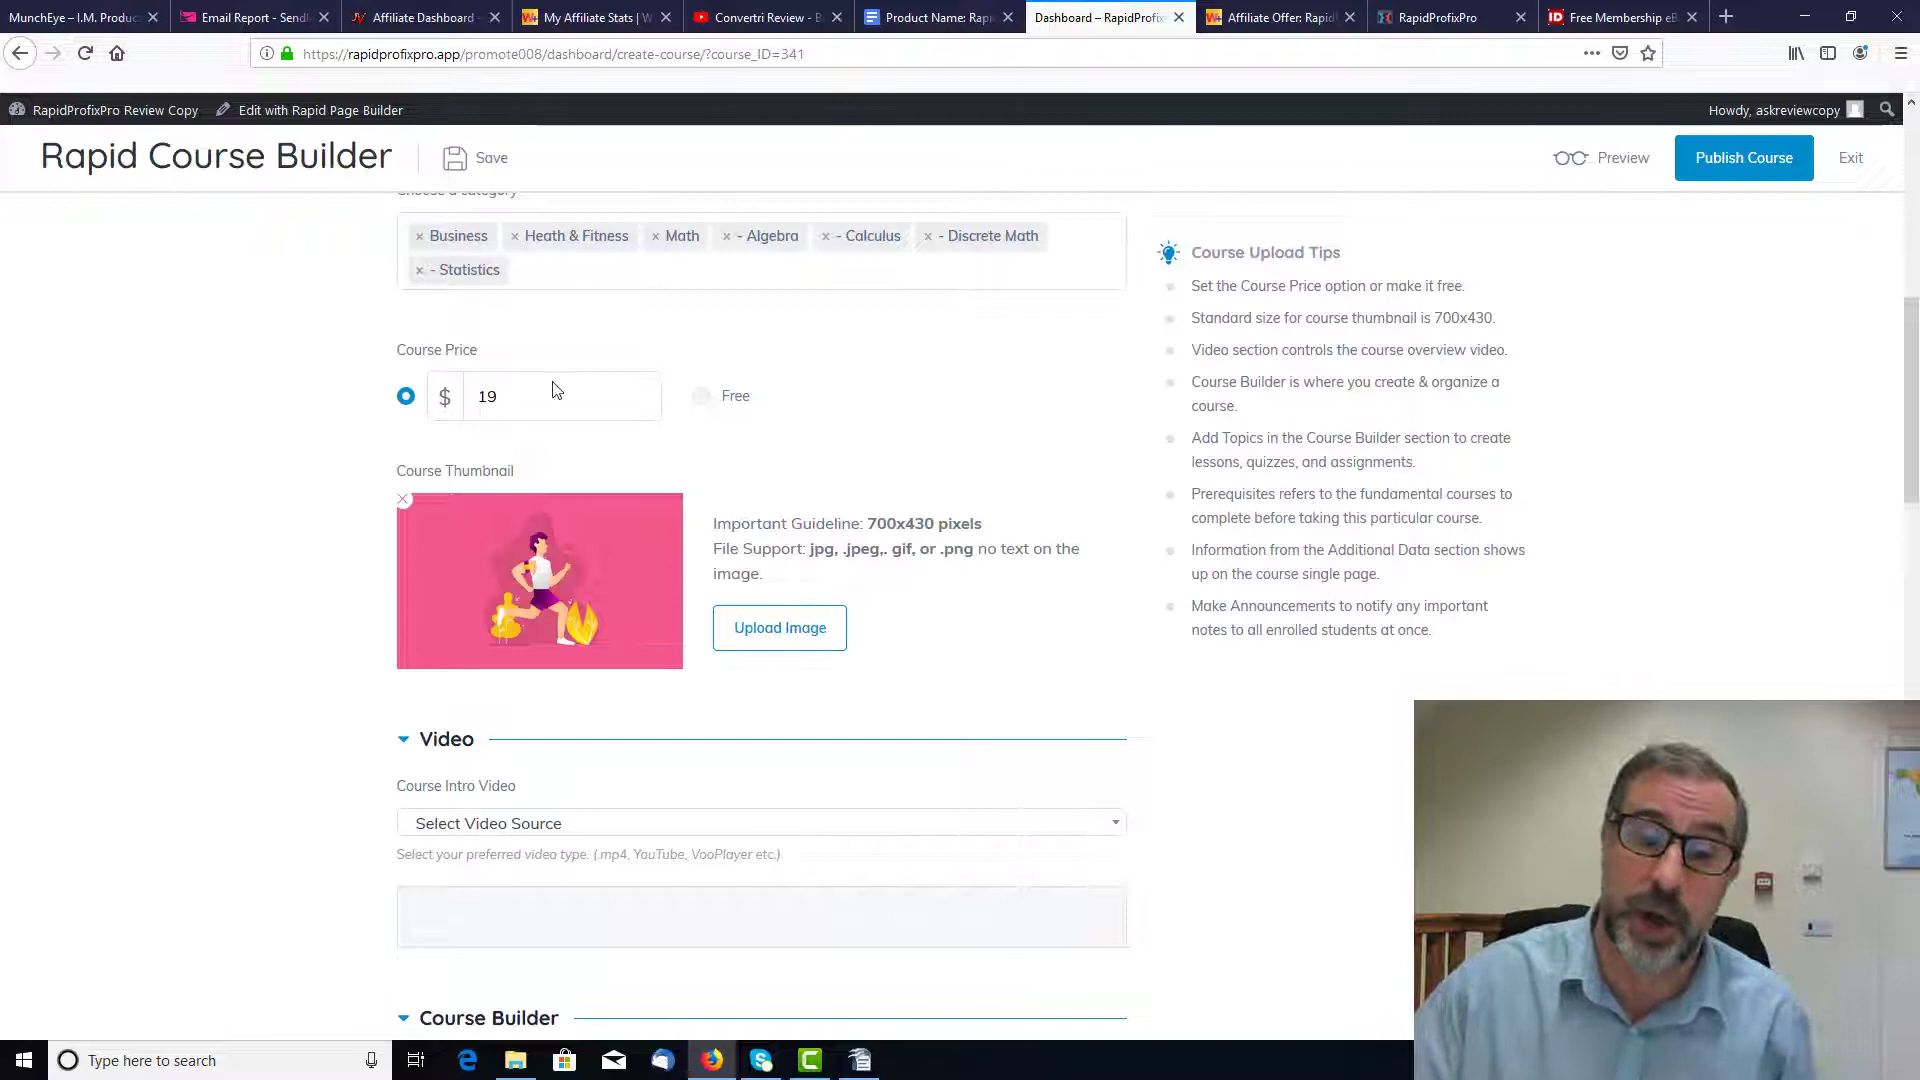 MunchEye – I.M. Produc
Email Report - Send
Affiliate Dashboard -
My Affiliate Stats | W
Convertri Review - B
Product Name: Rapi
Dashboard – RapidProfix
Affiliate Offer: Rapid
RapidProfixPro
Free Membership eB
https://rapidprofixpro.app/promote008/dashboard/create-course/?course_ID=341
RapidProfixPro Review Copy
Edit with Rapid Page Builder
Howdy, askreviewcopy
Rapid Course Builder
Save
Preview
Publish Course
Exit
Choose a category
× Business × Heath & Fitness × Math × - Algebra × - Calculus × - Discrete Math
× - Statistics
Course Price
$ 19
Free
Course Thumbnail
Important Guideline: 700x430 pixels
File Support: jpg, .jpeg,. gif, or .png no text on the
image.
Upload Image
Video
Course Intro Video
Select Video Source
Select your preferred video type. (.mp4, YouTube, VooPlayer etc.)
Course Builder
Course Upload Tips
Set the Course Price option or make it free.
Standard size for course thumbnail is 700x430.
Video section controls the course overview video.
Course Builder is where you create & organize a
course.
Add Topics in the Course Builder section to create
lessons, quizzes, and assignments.
Prerequisites refers to the fundamental courses to
complete before taking this particular course.
Information from the Additional Data section shows
up on the course single page.
Make Announcements to notify any important
notes to all enrolled students at once.
Type here to search